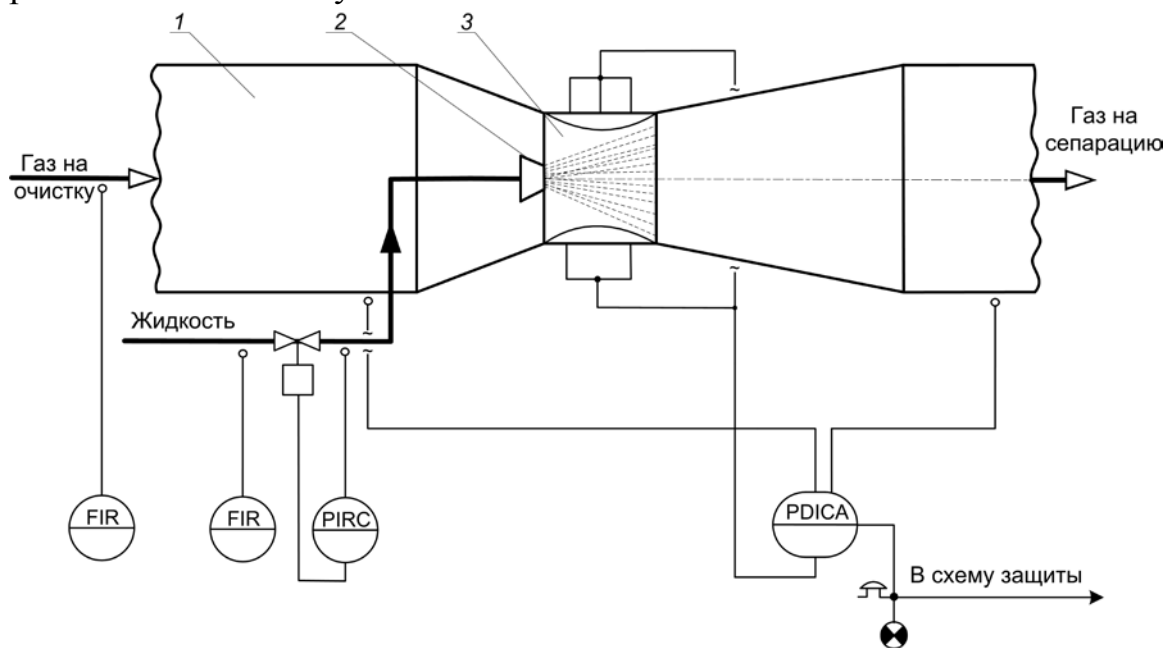 1
2
3
Газ на
очистку
Газ на
сепарацию
Жидкость
~
~
~
~
FIR
FIR
PIRC
PDICA
В схему защиты